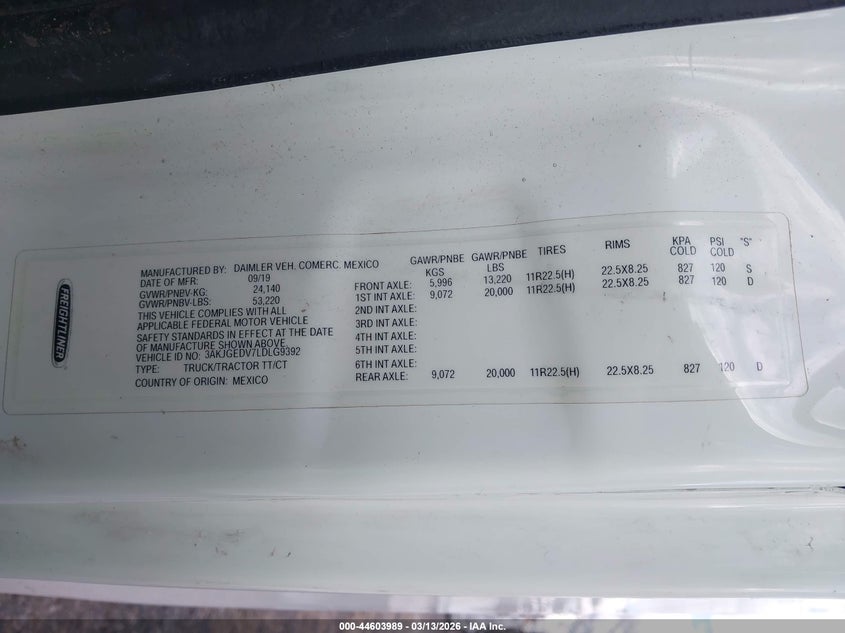 FREIGHTLINER
MANUFACTURED BY: DAIMLER VEH. COMERC. MEXICO
DATE OF MFR: 09/19
GVWR/PNBV-KG: 24,140
GVWR/PNBV-LBS: 53,220
THIS VEHICLE COMPLIES WITH ALL
APPLICABLE FEDERAL MOTOR VEHICLE
SAFETY STANDARDS IN EFFECT AT THE DATE
OF MANUFACTURE SHOWN ABOVE.
VEHICLE ID NO: 3AKJGEDV7LDLG9392
TYPE: TRUCK/TRACTOR TT/CT
COUNTRY OF ORIGIN: MEXICO
GAWR/PNBE KGS GAWR/PNBE LBS TIRES RIMS KPA COLD PSI COLD "S"
FRONT AXLE: 5,996 13,220 11R22.5(H) 22.5X8.25 827 120 S
1ST INT AXLE: 9,072 20,000 11R22.5(H) 22.5X8.25 827 120 D
2ND INT AXLE:
3RD INT AXLE:
4TH INT AXLE:
5TH INT AXLE:
6TH INT AXLE:
REAR AXLE: 9,072 20,000 11R22.5(H) 22.5X8.25 827 120 D
000-44603989 - 03/13/2026 - IAA Inc.